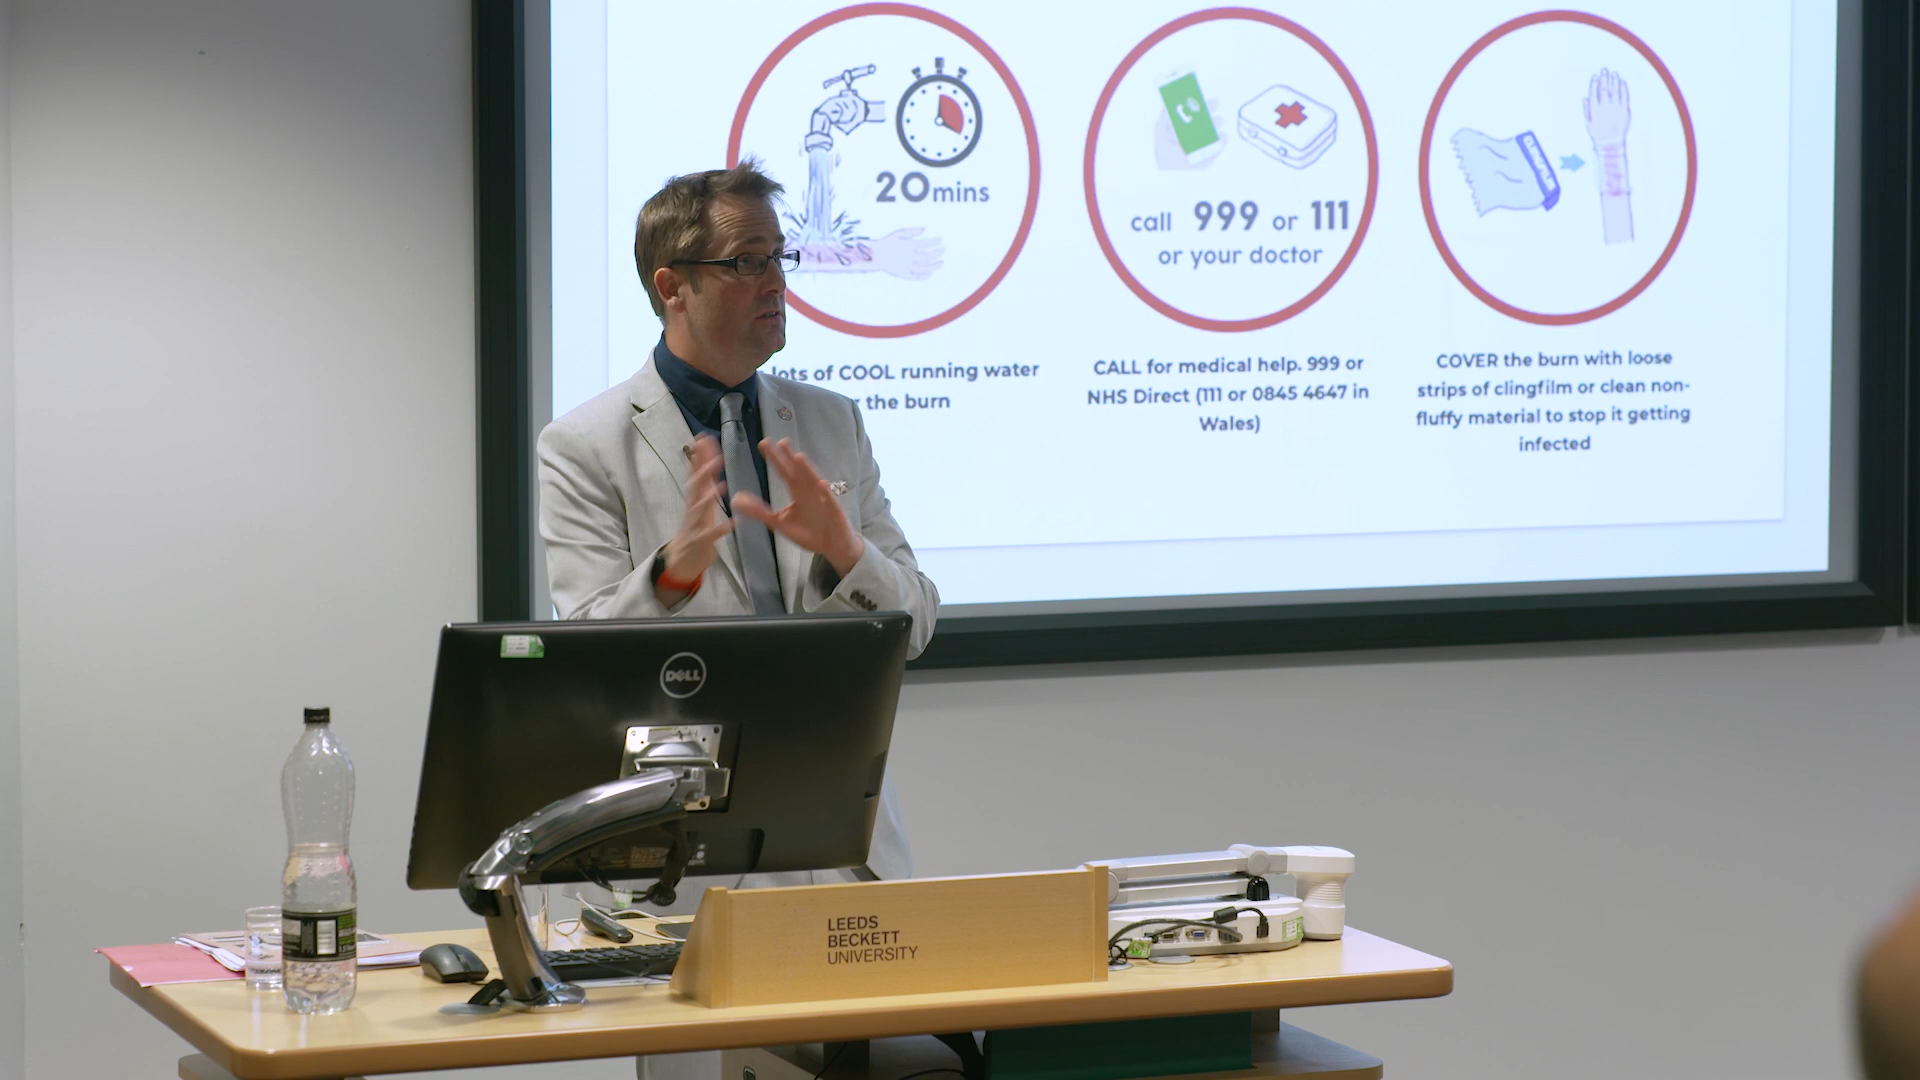 20mins
call 999 or 111
or your doctor
lots of COOL running water
the burn
CALL for medical help. 999 or
NHS Direct (111 or 0845 4647 in
Wales)
COVER the burn with loose
strips of clingfilm or clean non-
fluffy material to stop it getting
infected
DELL
LEEDS
BECKETT
UNIVERSITY